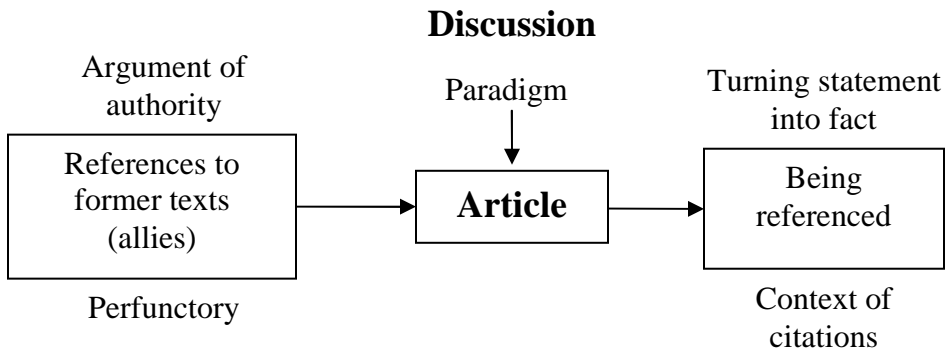 Discussion
Argument of
authority
References to
former texts
(allies)
Perfunctory
Paradigm
Article
Turning statement
into fact
Being
referenced
Context of
citations